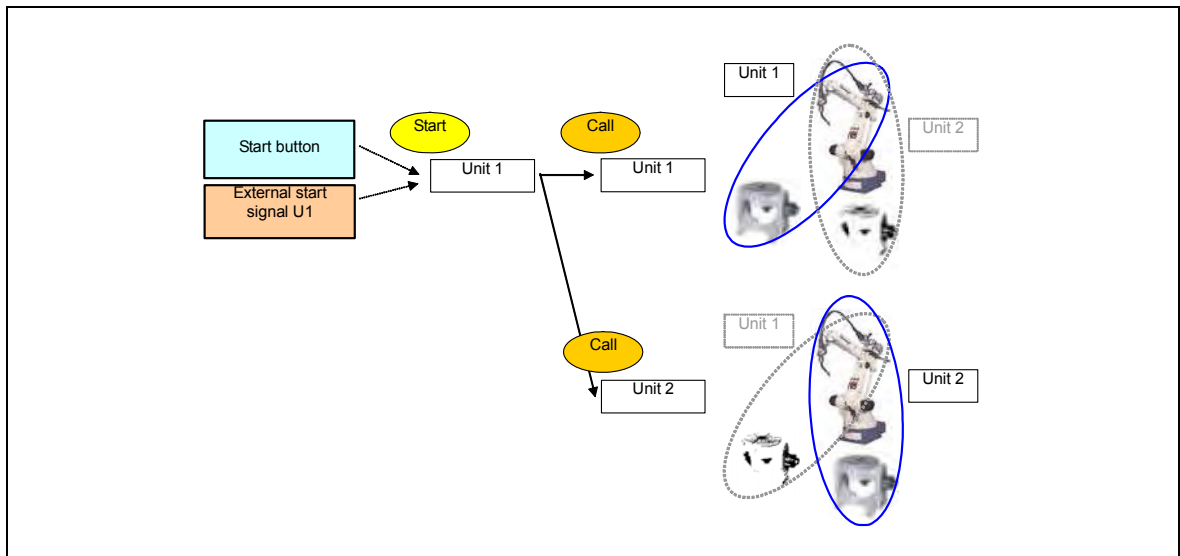 Unit 1
Unit 2
Start
Call
Start button
Unit 1
Unit 1
External start
signal U1
Unit 1
Call
Unit 2
Unit 2